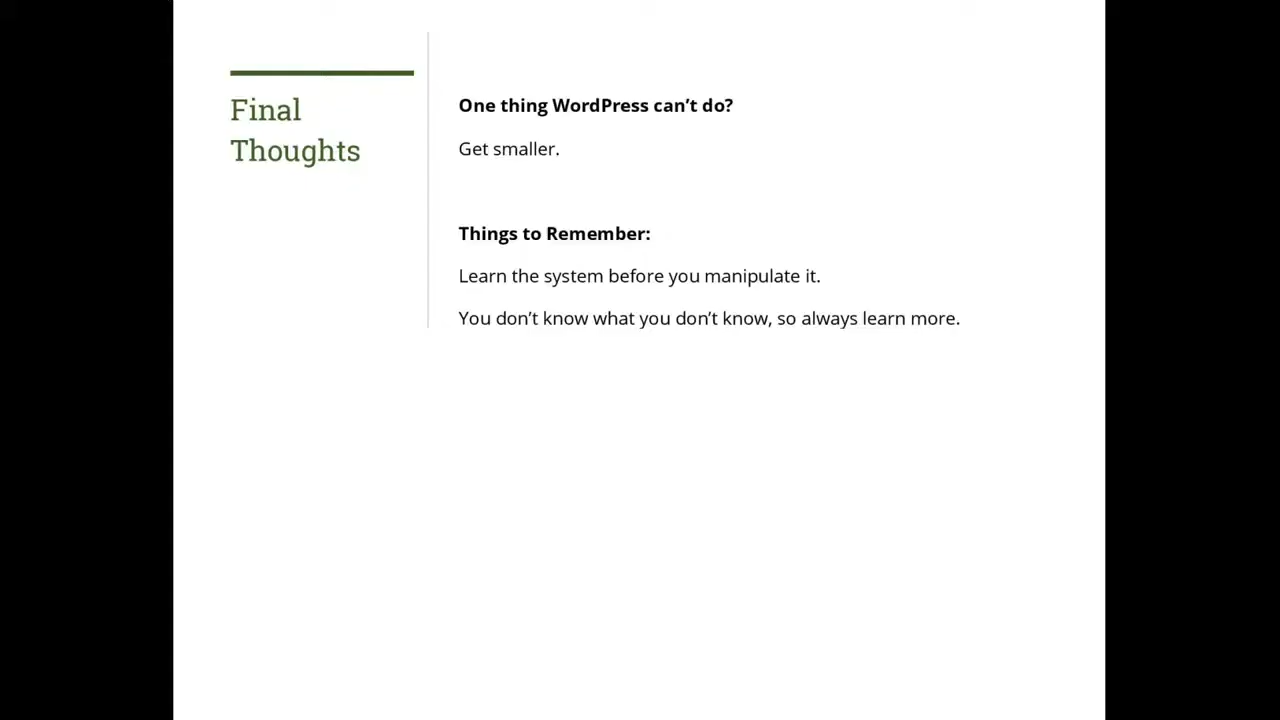 Final
Thoughts
One thing WordPress can’t do?
Get smaller.
Things to Remember:
Learn the system before you manipulate it.
You don’t know what you don’t know, so always learn more.